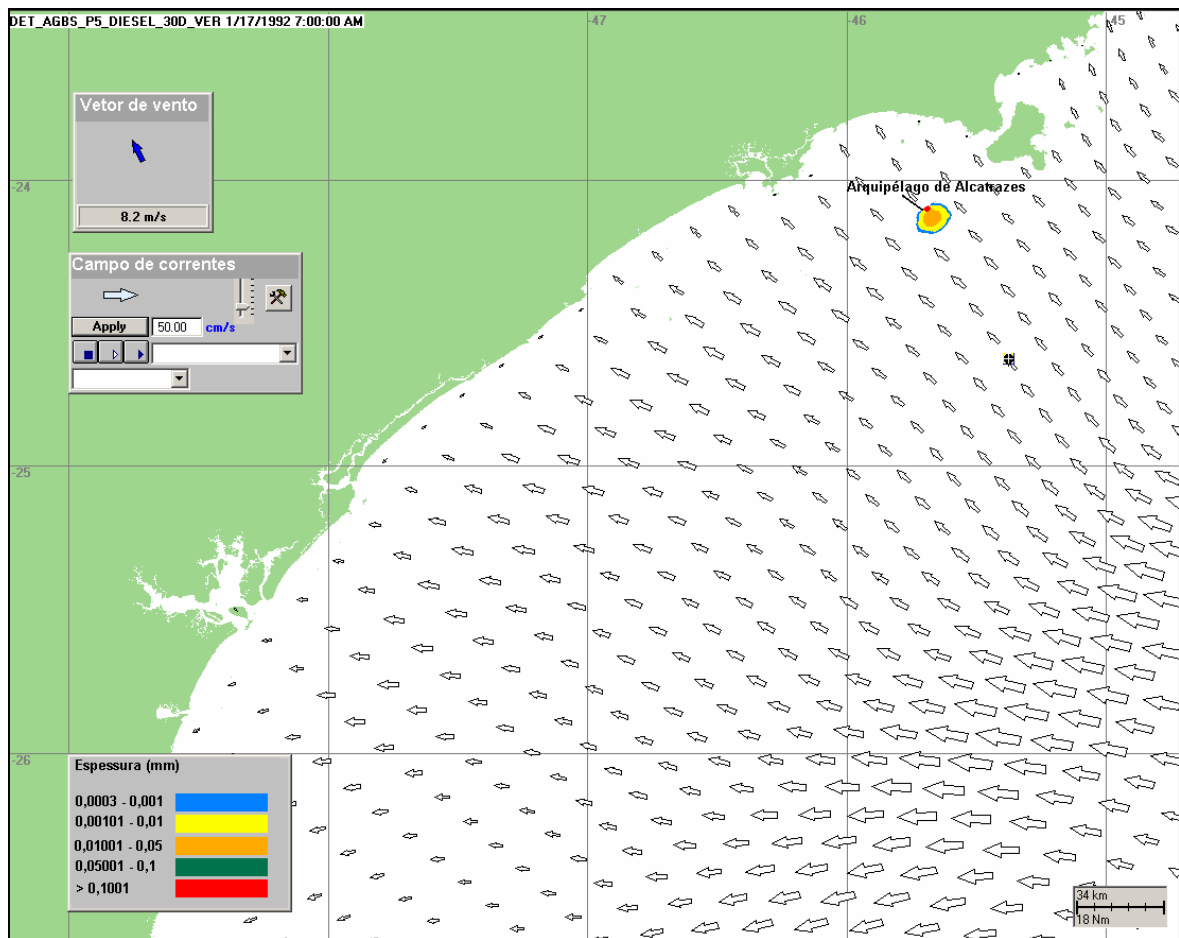 DET_AGBS_P5_DIESEL_30D_VER 1/17/1992 7:00:00 AM
-47
-46
-45
Vetor de vento
8.2 m/s
-24
Arquipélago de Alcatrazes
Campo de correntes
Apply
50.00
cm/s
-25
-26
Espessura (mm)
0,0003 - 0,001
0,00101 - 0,01
0,01001 - 0,05
0,05001 - 0,1
> 0,1001
34 km
18 Nm